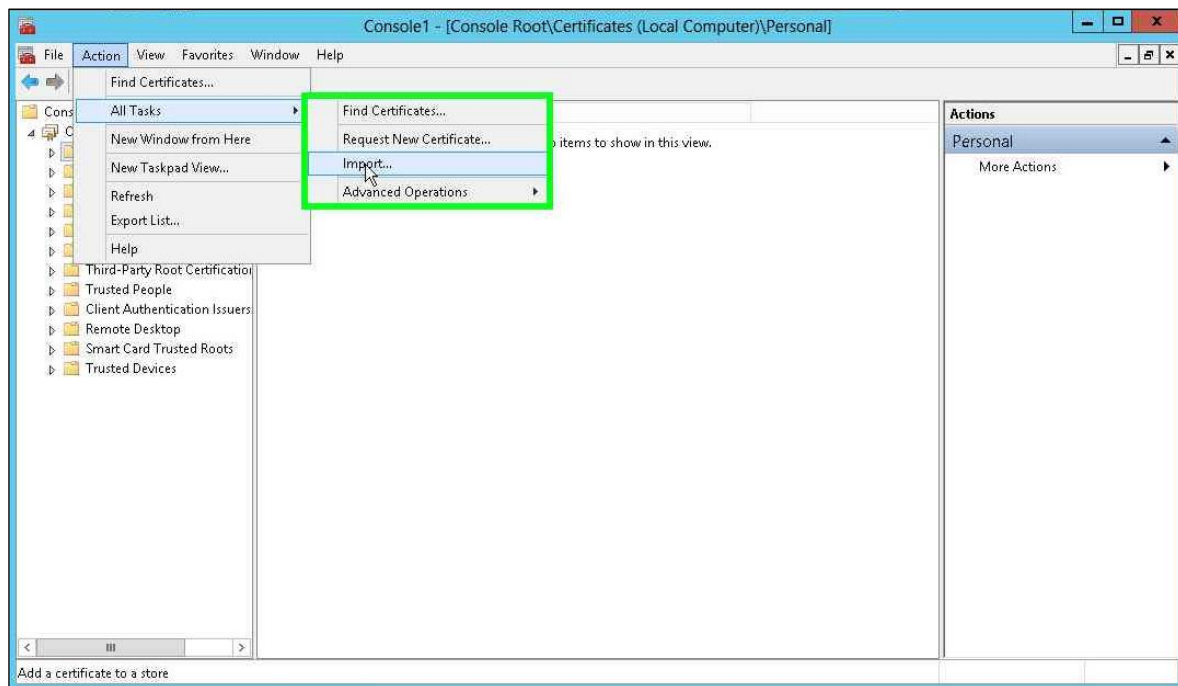 Console1 - [Console Root\Certificates (Local Computer)\Personal]
File Action View Favorites Window Help
Find Certificates...
All Tasks
New Window from Here
New Taskpad View...
Refresh
Export List...
Help
Find Certificates...
Request New Certificate...
Import...
Advanced Operations
items to show in this view.
Cons
C
Third-Party Root Certification
Trusted People
Client Authentication Issuers
Remote Desktop
Smart Card Trusted Roots
Trusted Devices
Actions
Personal
More Actions
Add a certificate to a store